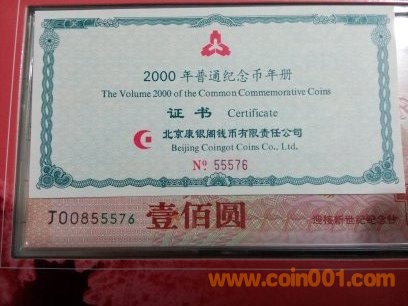 2000 年普通纪念币年册
The Volume 2000 of the Common Commemorative Coins
证书 Certificate
北京康银阁钱币有限责任公司
Beijing Coingot Coins Co., Ltd.
Nº 55576
J00855576 壹佰圆 迎接新世纪纪念钞
www.coin001.com